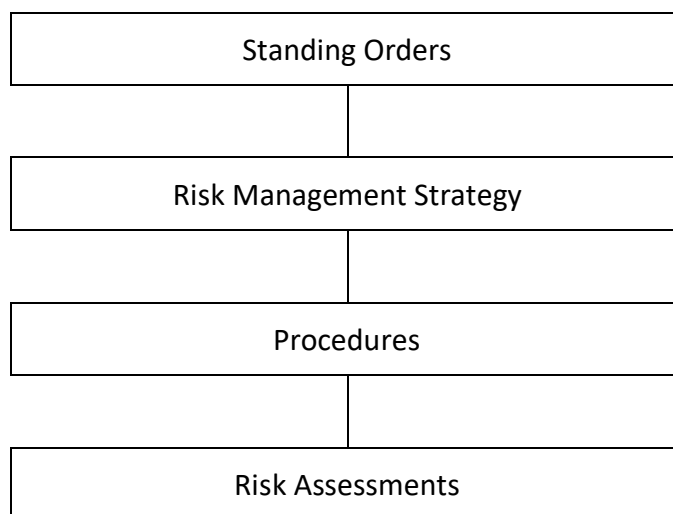 Standing Orders
Risk Management Strategy
Procedures
Risk Assessments